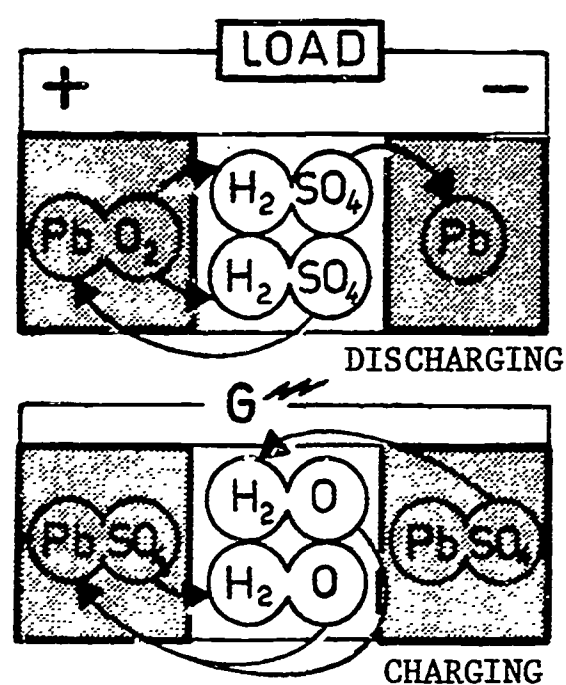 LOAD
+ −
H₂ SO₄
Pb O₂ Pb
H₂ SO₄
DISCHARGING
G
H₂ O
Pb SO₄ Pb SO₄
H₂ O
CHARGING